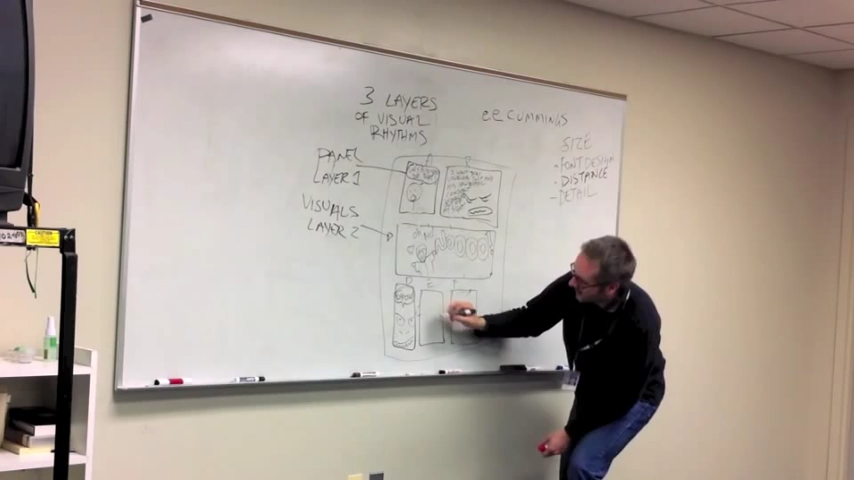 3 LAYERS
OF VISUAL
RHYTHMS
ee CUMMINGS
SIZE
- FONT DESIGN
- DISTANCE
- DETAIL
PANEL
LAYER 1
VISUALS
LAYER 2